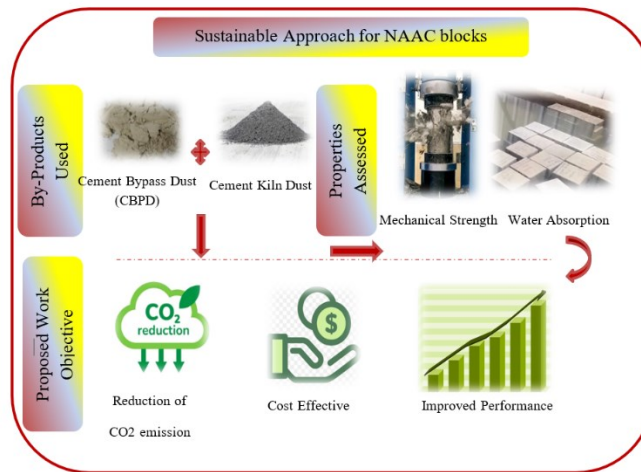 Sustainable Approach for NAAC blocks
By-Products
Used
Cement Bypass Dust
(CBPD)
Cement Kiln Dust
Properties
Assessed
Mechanical Strength
Water Absorption
Proposed Work
Objective
CO2
reduction
$
Reduction of
CO2 emission
Cost Effective
Improved Performance